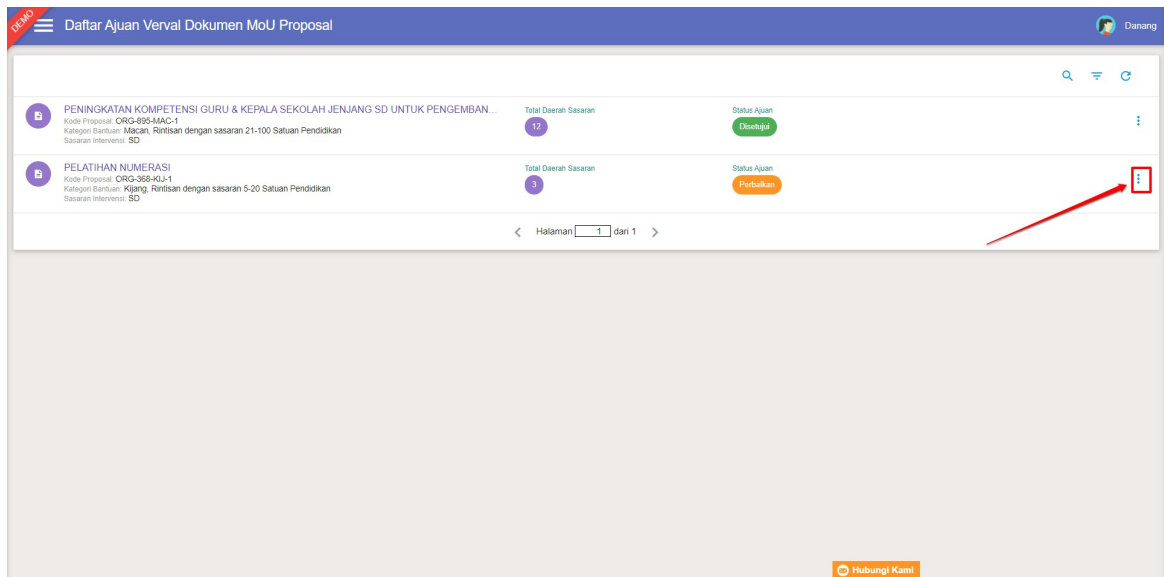 DEMO
Daftar Ajuan Verval Dokumen MoU Proposal
Danang
PENINGKATAN KOMPETENSI GURU & KEPALA SEKOLAH JENJANG SD UNTUK PENGEMBAN...
Kode Proposal: ORG-895-MAC-1
Kategori Bantuan: Macan, Rintisan dengan sasaran 21-100 Satuan Pendidikan
Sasaran Intervensi: SD
Total Daerah Sasaran
12
Status Ajuan
Disetujui
PELATIHAN NUMERASI
Kode Proposal: ORG-368-KIJ-1
Kategori Bantuan: Kijang, Rintisan dengan sasaran 5-20 Satuan Pendidikan
Sasaran Intervensi: SD
Total Daerah Sasaran
3
Status Ajuan
Perbaikan
Halaman 1 dari 1
Hubungi Kami